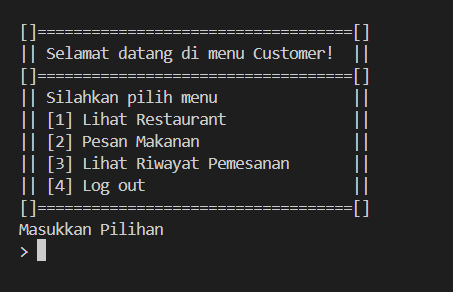 []===================================[]
|| Selamat datang di menu Customer!  ||
[]===================================[]
|| Silahkan pilih menu               ||
|| [1] Lihat Restaurant              ||
|| [2] Pesan Makanan                 ||
|| [3] Lihat Riwayat Pemesanan       ||
|| [4] Log out                       ||
[]===================================[]
Masukkan Pilihan
>